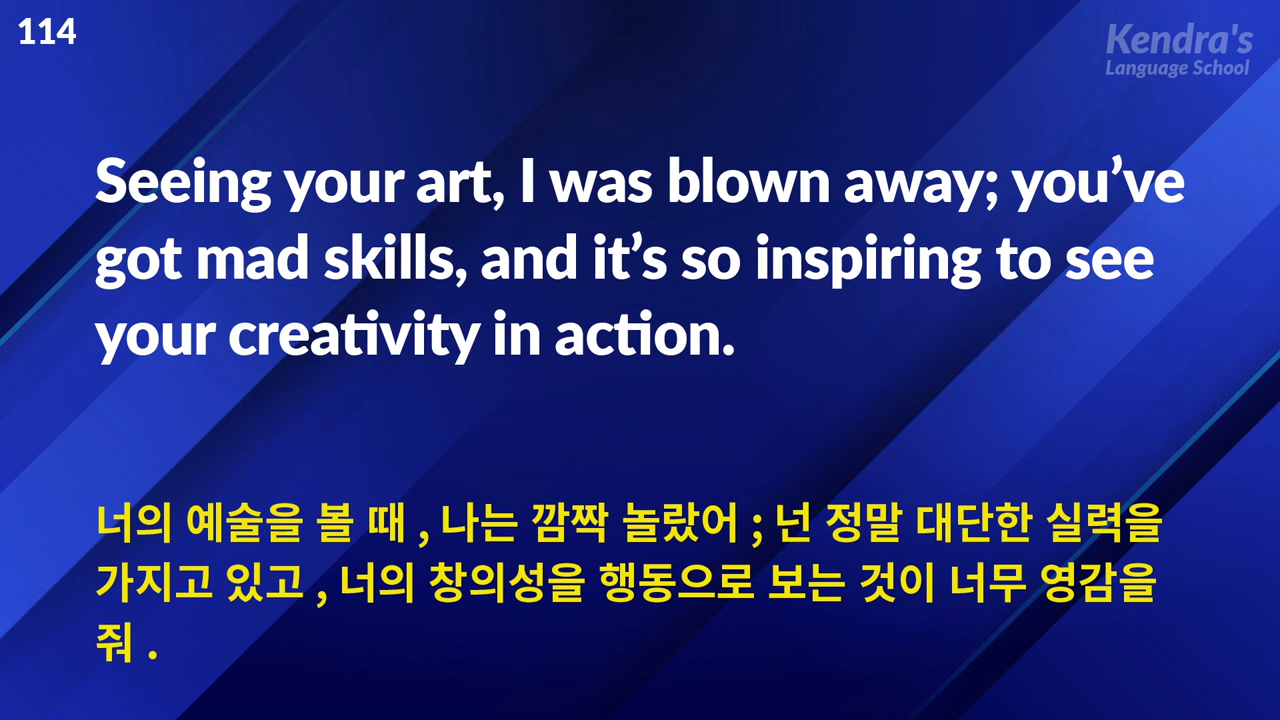 114
Kendra's
Language School
Seeing your art, I was blown away; you’ve
got mad skills, and it’s so inspiring to see
your creativity in action.
너의 예술을 볼 때 , 나는 깜짝 놀랐어 ; 넌 정말 대단한 실력을
가지고 있고 , 너의 창의성을 행동으로 보는 것이 너무 영감을
줘 .